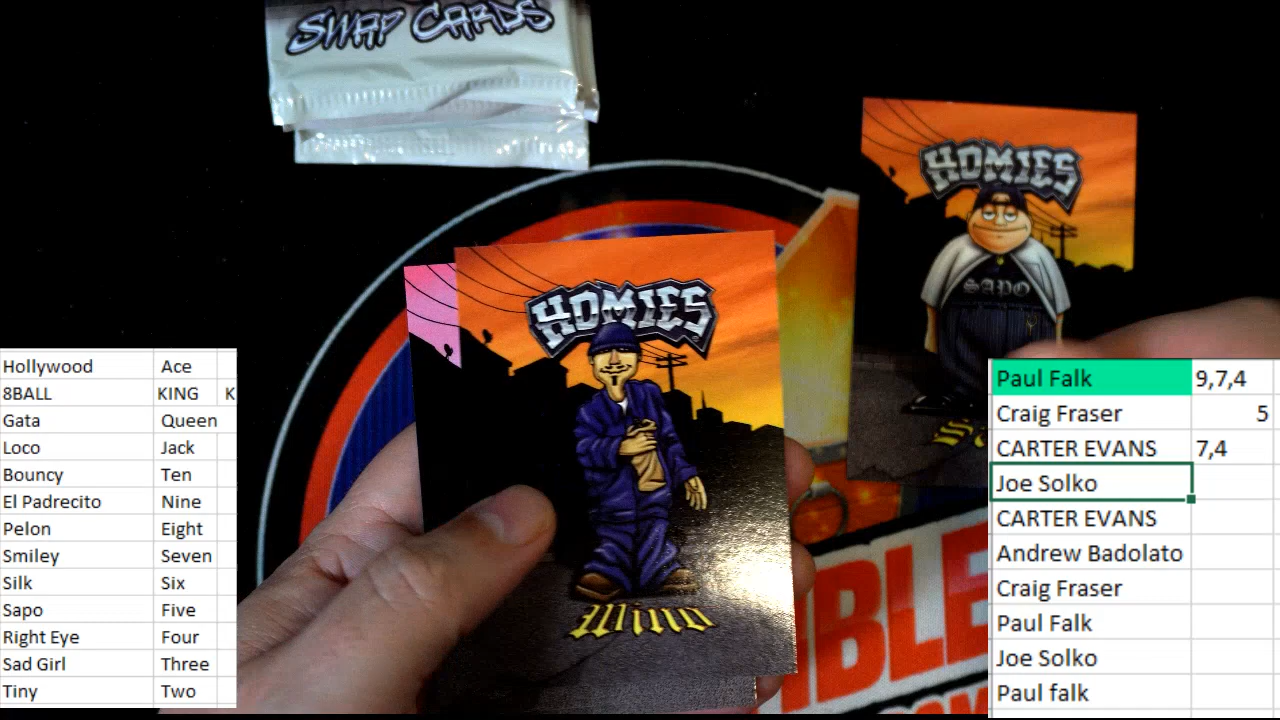 SWAP CARDS
HOMIES
SAPO
HOMIES
Wino
IBLE
Hollywood Ace
8BALL KING K
Gata Queen
Loco Jack
Bouncy Ten
El Padrecito Nine
Pelon Eight
Smiley Seven
Silk Six
Sapo Five
Right Eye Four
Sad Girl Three
Tiny Two
Paul Falk 9,7,4
Craig Fraser 5
CARTER EVANS 7,4
Joe Solko
CARTER EVANS
Andrew Badolato
Craig Fraser
Paul Falk
Joe Solko
Paul falk